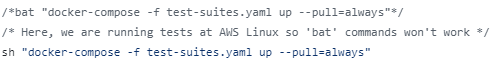 /*bat "docker-compose -f test-suites.yaml up --pull=always"*/
/* Here, we are running tests at AWS Linux so 'bat' commands won't work */
sh "docker-compose -f test-suites.yaml up --pull=always"